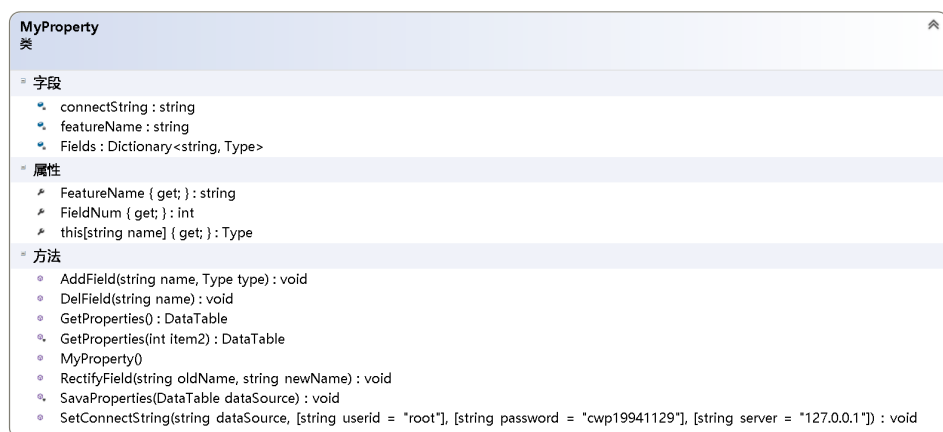 MyProperty
类
字段
connectString : string
featureName : string
Fields : Dictionary<string, Type>
属性
FeatureName { get; } : string
FieldNum { get; } : int
this[string name] { get; } : Type
方法
AddField(string name, Type type) : void
DelField(string name) : void
GetProperties() : DataTable
GetProperties(int item2) : DataTable
MyProperty()
RectifyField(string oldName, string newName) : void
SavaProperties(DataTable dataSource) : void
SetConnectString(string dataSource, [string userid = "root"], [string password = "cwp19941129"], [string server = "127.0.0.1"]) : void